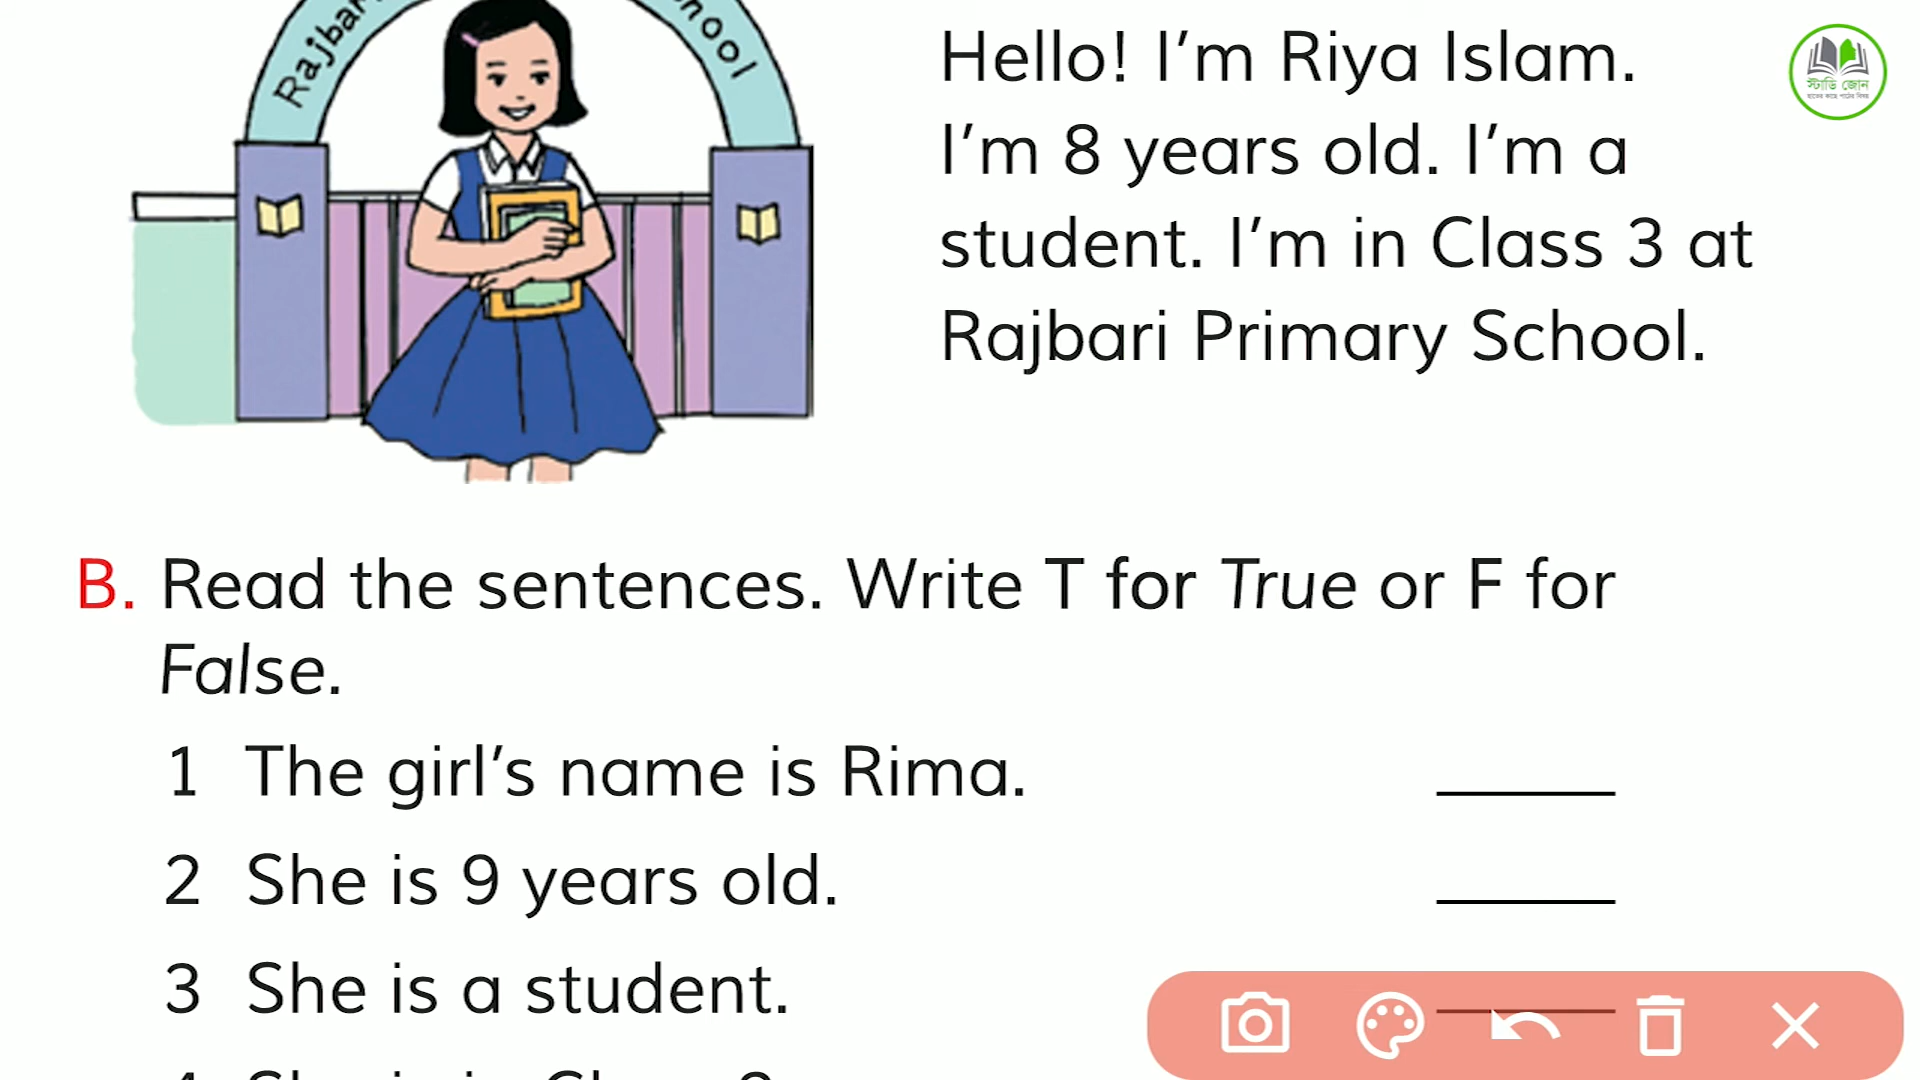 Rajbari
Hello! I’m Riya Islam.
I’m 8 years old. I’m a
student. I’m in Class 3 at
Rajbari Primary School.
স্টাডি জোন
B. Read the sentences. Write T for True or F for
False.
1 The girl’s name is Rima.
2 She is 9 years old.
3 She is a student.